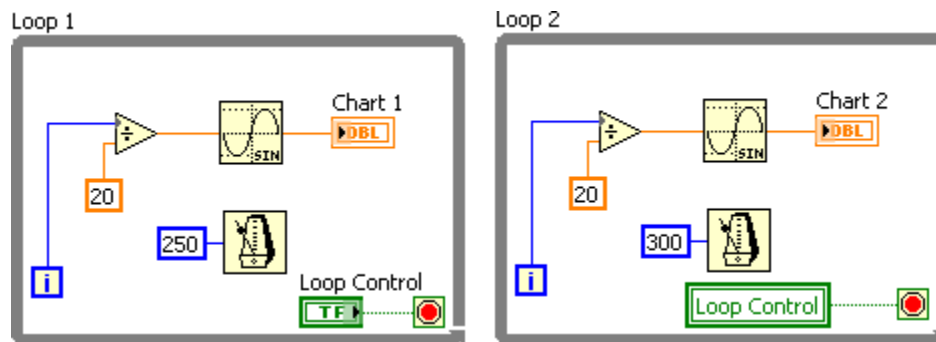 Loop 1
Chart 1
DBL
SIN
20
250
i
Loop Control
TF
Loop 2
Chart 2
DBL
SIN
20
300
i
Loop Control